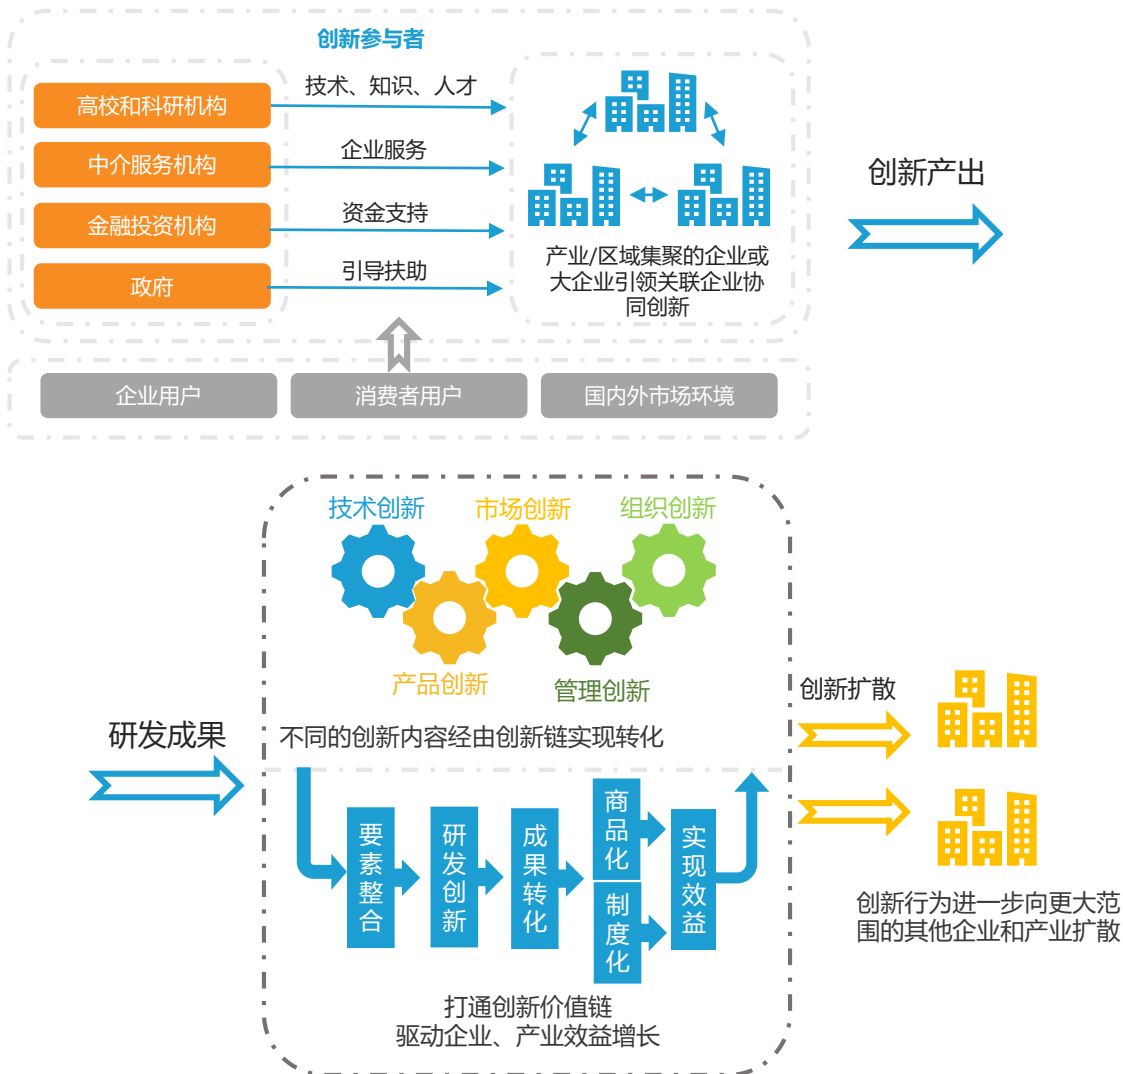 创新参与者
高校和科研机构
技术、知识、人才
中介服务机构
企业服务
金融投资机构
资金支持
政府
引导扶助
产业/区域集聚的企业或
大企业引领关联企业协
同创新
创新产出
企业用户
消费者用户
国内外市场环境
技术创新
市场创新
组织创新
产品创新
管理创新
不同的创新内容经由创新链实现转化
研发成果
要素整合
研发创新
成果转化
商品化
制度化
实现效益
打通创新价值链
驱动企业、产业效益增长
创新扩散
创新行为进一步向更大范
围的其他企业和产业扩散